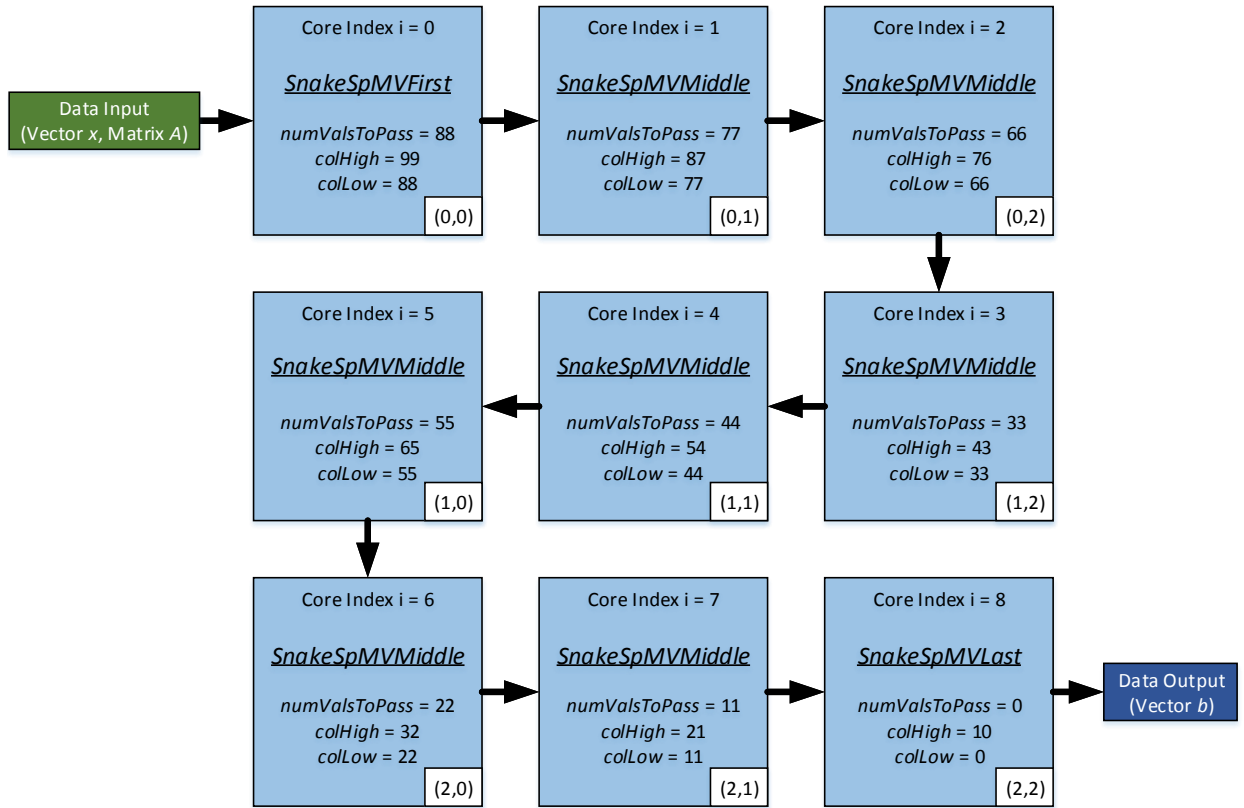 Data Input
(Vector x, Matrix A)
Core Index i = 0
SnakeSpMVFirst
numValsToPass = 88
colHigh = 99
colLow = 88
(0,0)
Core Index i = 1
SnakeSpMVMiddle
numValsToPass = 77
colHigh = 87
colLow = 77
(0,1)
Core Index i = 2
SnakeSpMVMiddle
numValsToPass = 66
colHigh = 76
colLow = 66
(0,2)
Core Index i = 5
SnakeSpMVMiddle
numValsToPass = 55
colHigh = 65
colLow = 55
(1,0)
Core Index i = 4
SnakeSpMVMiddle
numValsToPass = 44
colHigh = 54
colLow = 44
(1,1)
Core Index i = 3
SnakeSpMVMiddle
numValsToPass = 33
colHigh = 43
colLow = 33
(1,2)
Core Index i = 6
SnakeSpMVMiddle
numValsToPass = 22
colHigh = 32
colLow = 22
(2,0)
Core Index i = 7
SnakeSpMVMiddle
numValsToPass = 11
colHigh = 21
colLow = 11
(2,1)
Core Index i = 8
SnakeSpMVLast
numValsToPass = 0
colHigh = 10
colLow = 0
(2,2)
Data Output
(Vector b)